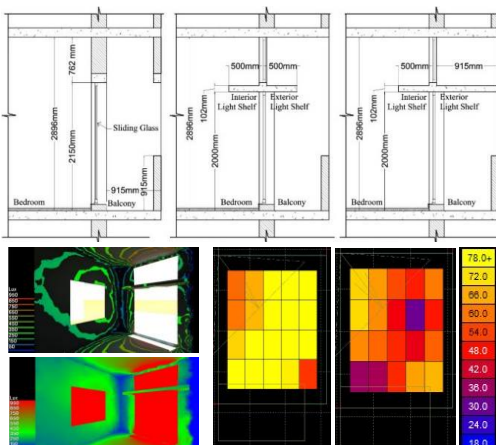 762 mm
2896mm
2150mm
Sliding Glass
915mm
915mm
Bedroom
Balcony
500mm
500mm
102mm
Interior
Light Shelf
Exterior
Light Shelf
2896mm
2000mm
Bedroom
Balcony
500mm
915mm
102mm
Interior
Light Shelf
Exterior
Light Shelf
2896mm
2000mm
Bedroom
Balcony
Lux
78.0+
72.0
66.0
60.0
54.0
48.0
42.0
36.0
30.0
24.0
18.0